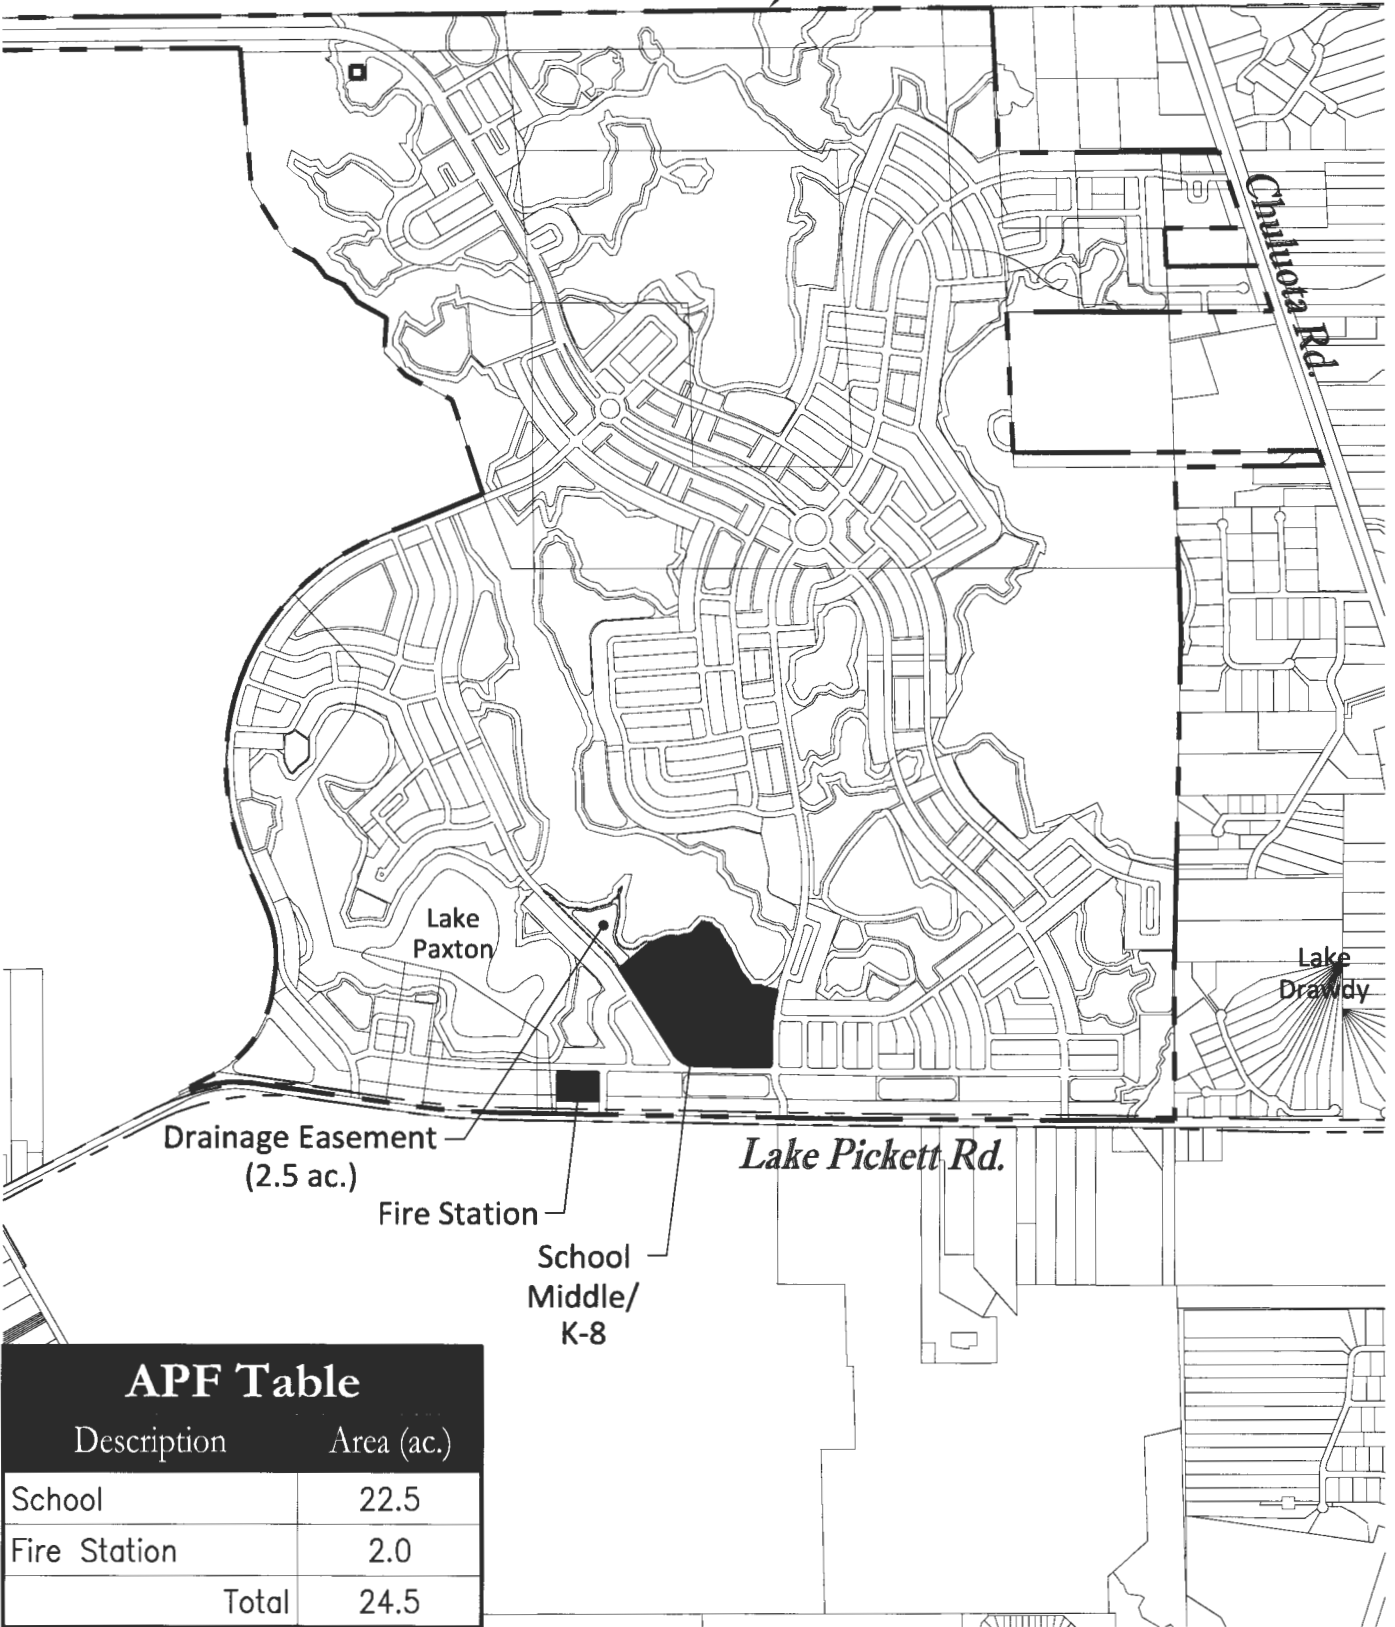 Chuluota Rd.
Lake
Paxton
Lake
Drawdy
Drainage Easement
(2.5 ac.)
Lake Pickett Rd.
Fire Station
School
Middle/
K-8
APF Table
Description Area (ac.)
School 22.5
Fire Station 2.0
Total 24.5